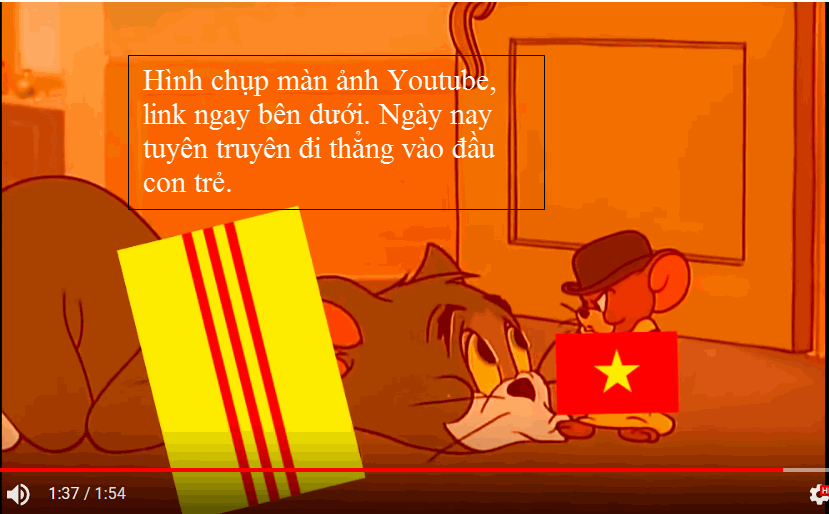 Hình chụp màn ảnh Youtube,
link ngay bên dưới. Ngày nay
tuyên truyên đi thẳng vào đầu
con trẻ.
1:37 / 1:54